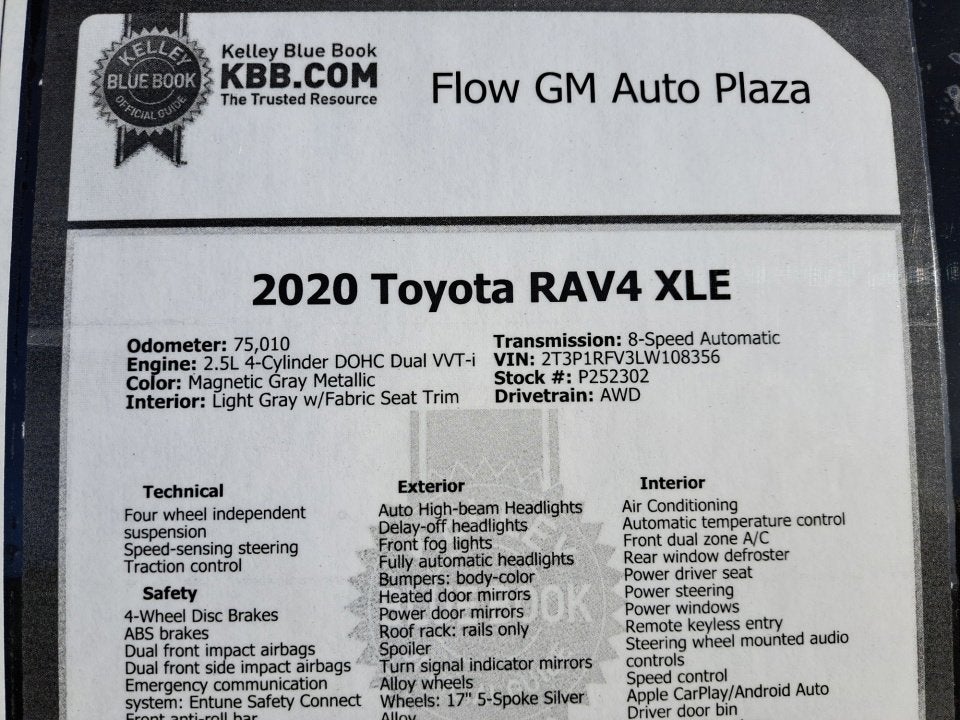 KELLEY
BLUE BOOK
OFFICIAL GUIDE
Kelley Blue Book
KBB.COM
The Trusted Resource
Flow GM Auto Plaza
2020 Toyota RAV4 XLE
Odometer: 75,010
Engine: 2.5L 4-Cylinder DOHC Dual VVT-i
Color: Magnetic Gray Metallic
Interior: Light Gray w/Fabric Seat Trim
Transmission: 8-Speed Automatic
VIN: 2T3P1RFV3LW108356
Stock #: P252302
Drivetrain: AWD
Technical
Four wheel independent
suspension
Speed-sensing steering
Traction control
Safety
4-Wheel Disc Brakes
ABS brakes
Dual front impact airbags
Dual front side impact airbags
Emergency communication
system: Entune Safety Connect
Front anti-roll bar
Exterior
Auto High-beam Headlights
Delay-off headlights
Front fog lights
Fully automatic headlights
Bumpers: body-color
Heated door mirrors
Power door mirrors
Roof rack: rails only
Spoiler
Turn signal indicator mirrors
Alloy wheels
Wheels: 17" 5-Spoke Silver
Alloy
Interior
Air Conditioning
Automatic temperature control
Front dual zone A/C
Rear window defroster
Power driver seat
Power steering
Power windows
Remote keyless entry
Steering wheel mounted audio
controls
Speed control
Apple CarPlay/Android Auto
Driver door bin